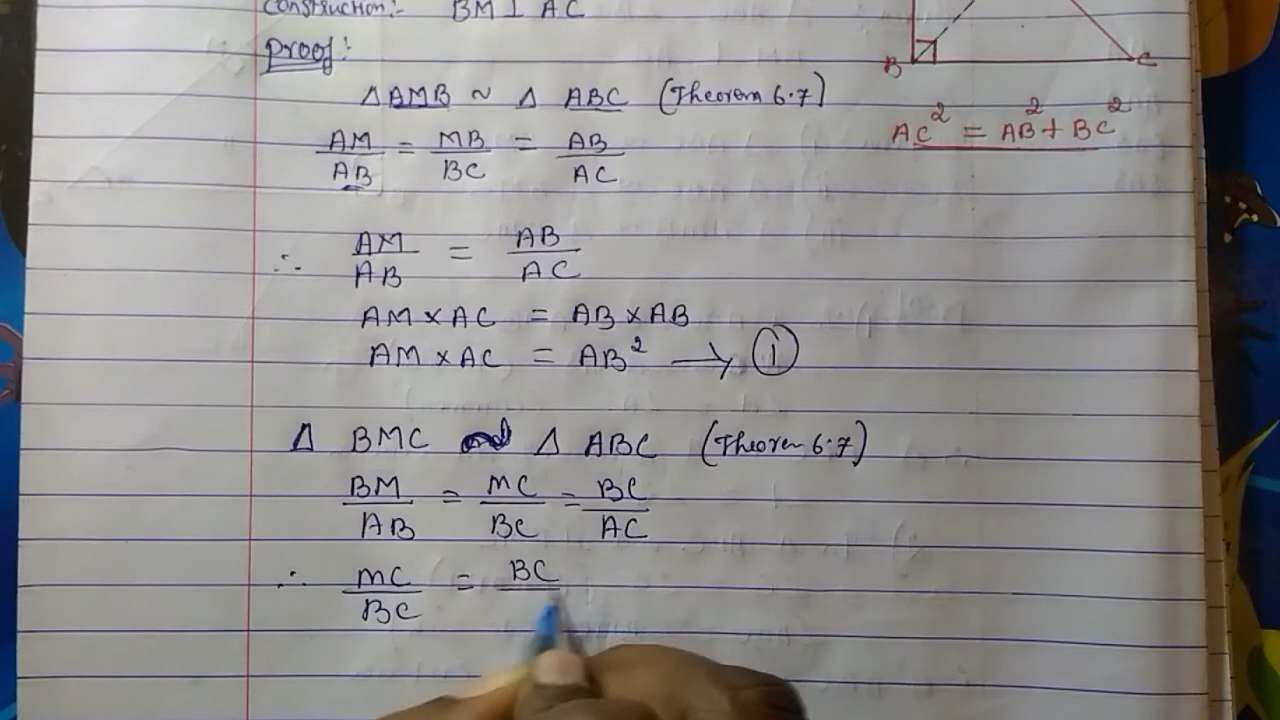 Construction:- BM ⊥ AC
Proof:
Δ AMB ~ Δ ABC (Theorem 6.7)
AM/AB = MB/BC = AB/AC
∴ AM/AB = AB/AC
AM × AC = AB × AB
AM × AC = AB² → ①
Δ BMC and Δ ABC (Theorem 6.7)
BM/AB = MC/BC = BC/AC
∴ MC/BC = BC
B C
AC² = AB² + BC²